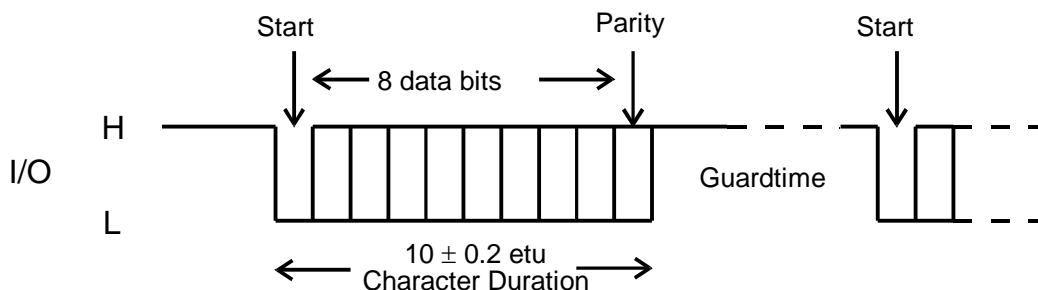 Start
Parity
Start
8 data bits
H
I/O
Guardtime
L
10 ± 0.2 etu
Character Duration